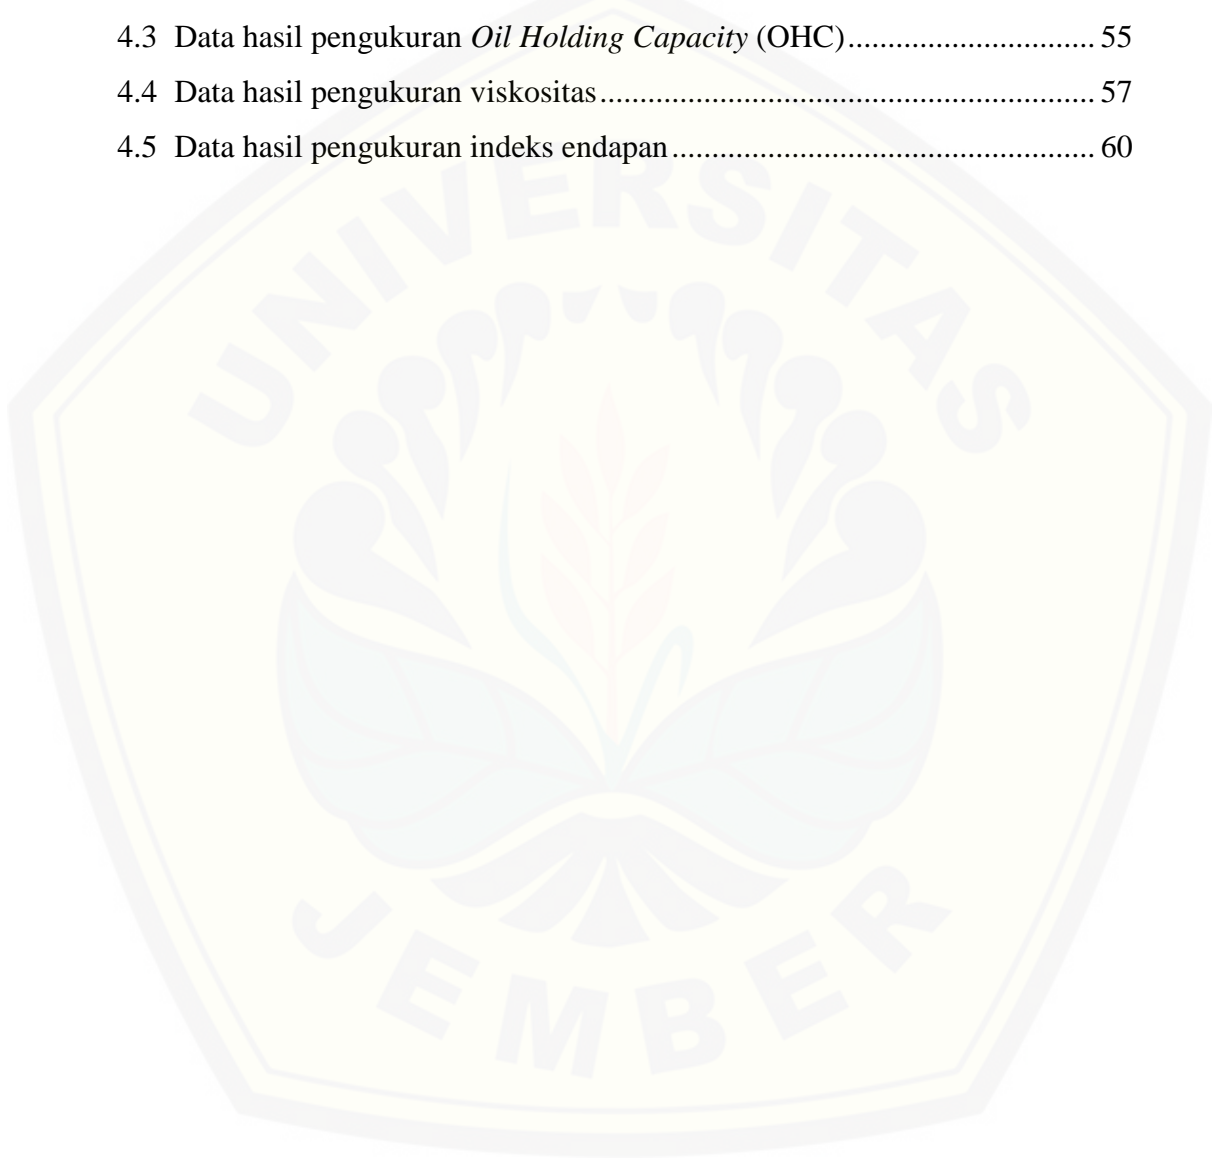 4.3 Data hasil pengukuran Oil Holding Capacity (OHC)............................... 55
4.4 Data hasil pengukuran viskositas.............................................................. 57
4.5 Data hasil pengukuran indeks endapan..................................................... 60
UNIVERSITAS
JEMBER